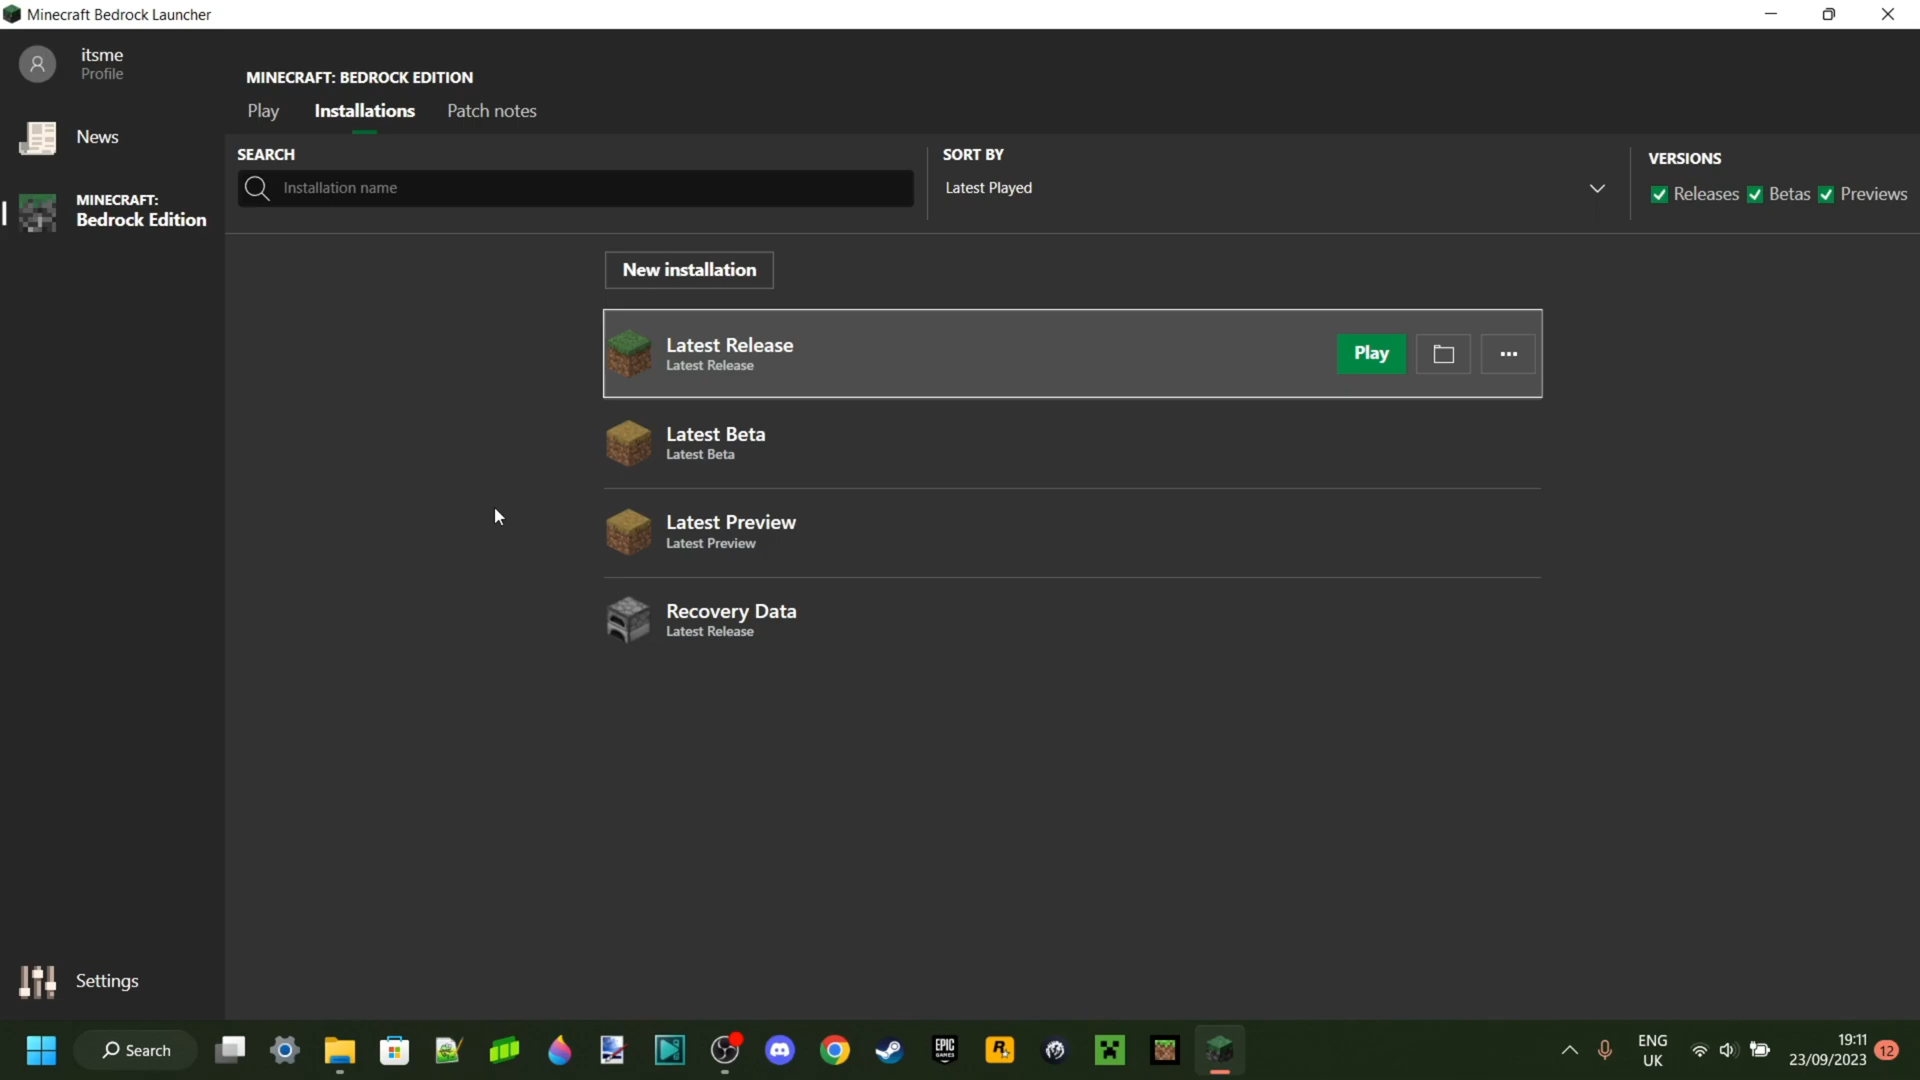 Minecraft Bedrock Launcher
itsme
Profile
News
MINECRAFT:
Bedrock Edition
Settings
MINECRAFT: BEDROCK EDITION
Play Installations Patch notes
SEARCH
Installation name
SORT BY
Latest Played
VERSIONS
Releases Betas Previews
New installation
Latest Release
Latest Release
Play
Latest Beta
Latest Beta
Latest Preview
Latest Preview
Recovery Data
Latest Release
Search
EPIC
GAMES
R
ENG
UK
19:11
23/09/2023
12